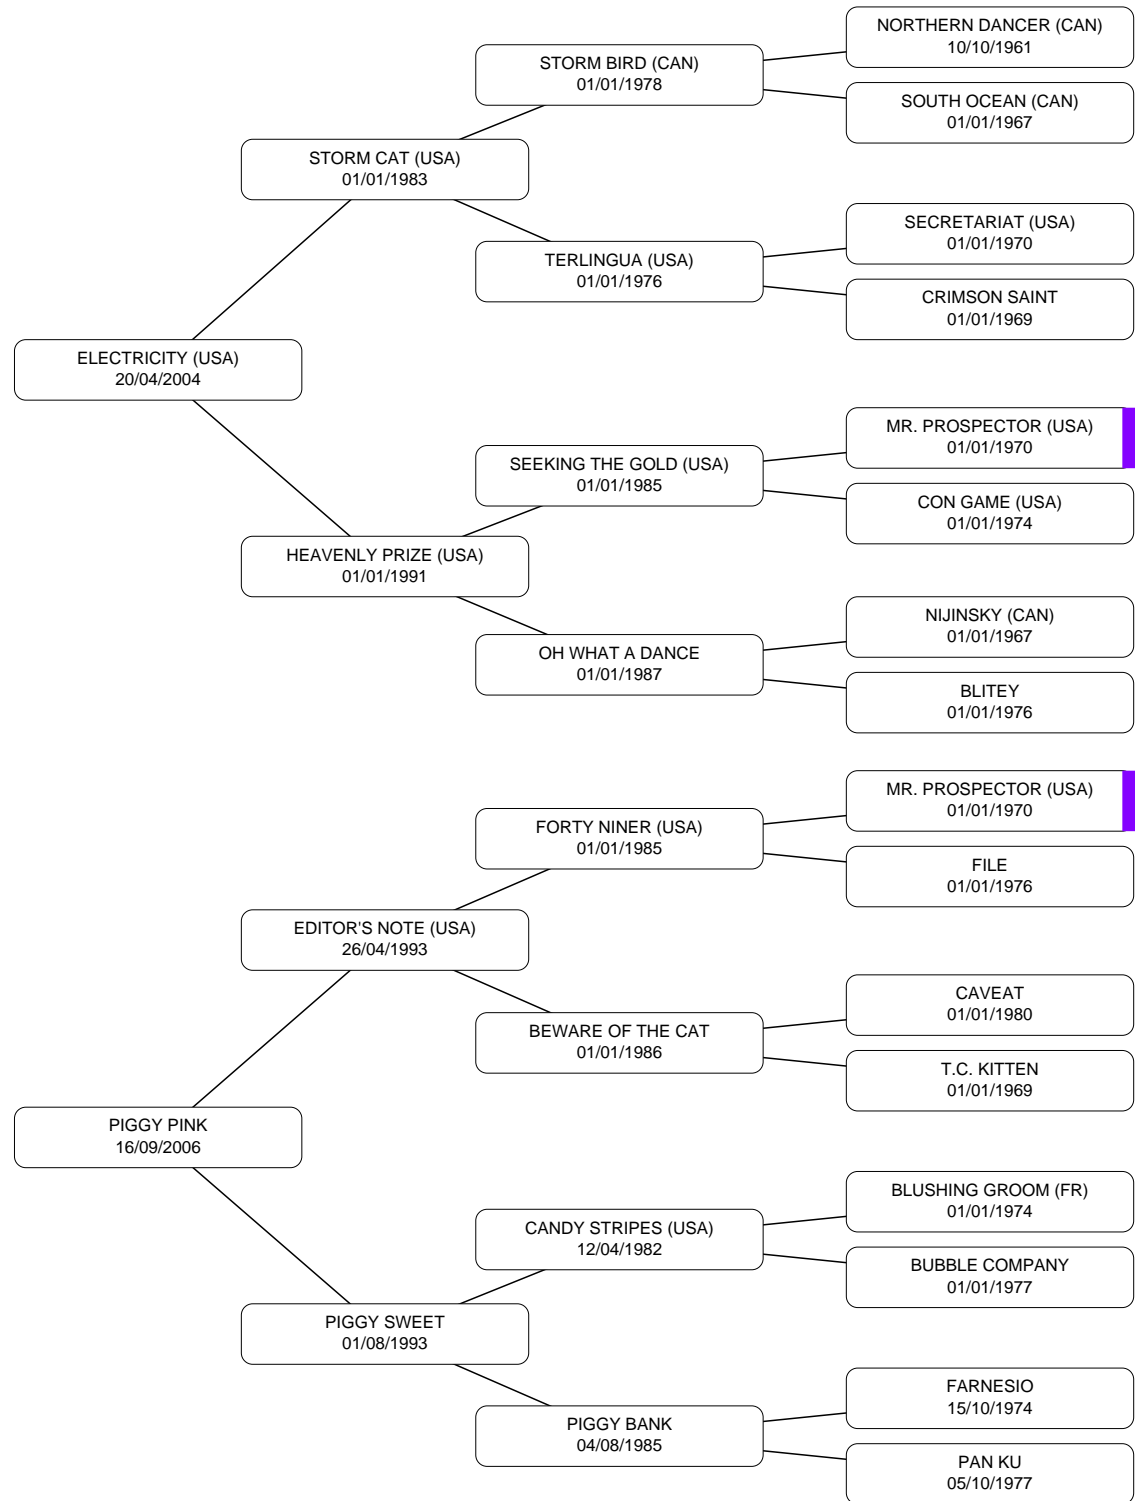 NORTHERN DANCER (CAN)
10/10/1961
STORM BIRD (CAN)
01/01/1978
SOUTH OCEAN (CAN)
01/01/1967
STORM CAT (USA)
01/01/1983
SECRETARIAT (USA)
01/01/1970
TERLINGUA (USA)
01/01/1976
CRIMSON SAINT
01/01/1969
ELECTRICITY (USA)
20/04/2004
MR. PROSPECTOR (USA)
01/01/1970
SEEKING THE GOLD (USA)
01/01/1985
CON GAME (USA)
01/01/1974
HEAVENLY PRIZE (USA)
01/01/1991
NIJINSKY (CAN)
01/01/1967
OH WHAT A DANCE
01/01/1987
BLITEY
01/01/1976
MR. PROSPECTOR (USA)
01/01/1970
FORTY NINER (USA)
01/01/1985
FILE
01/01/1976
EDITOR'S NOTE (USA)
26/04/1993
CAVEAT
01/01/1980
BEWARE OF THE CAT
01/01/1986
T.C. KITTEN
01/01/1969
PIGGY PINK
16/09/2006
BLUSHING GROOM (FR)
01/01/1974
CANDY STRIPES (USA)
12/04/1982
BUBBLE COMPANY
01/01/1977
PIGGY SWEET
01/08/1993
FARNESIO
15/10/1974
PIGGY BANK
04/08/1985
PAN KU
05/10/1977